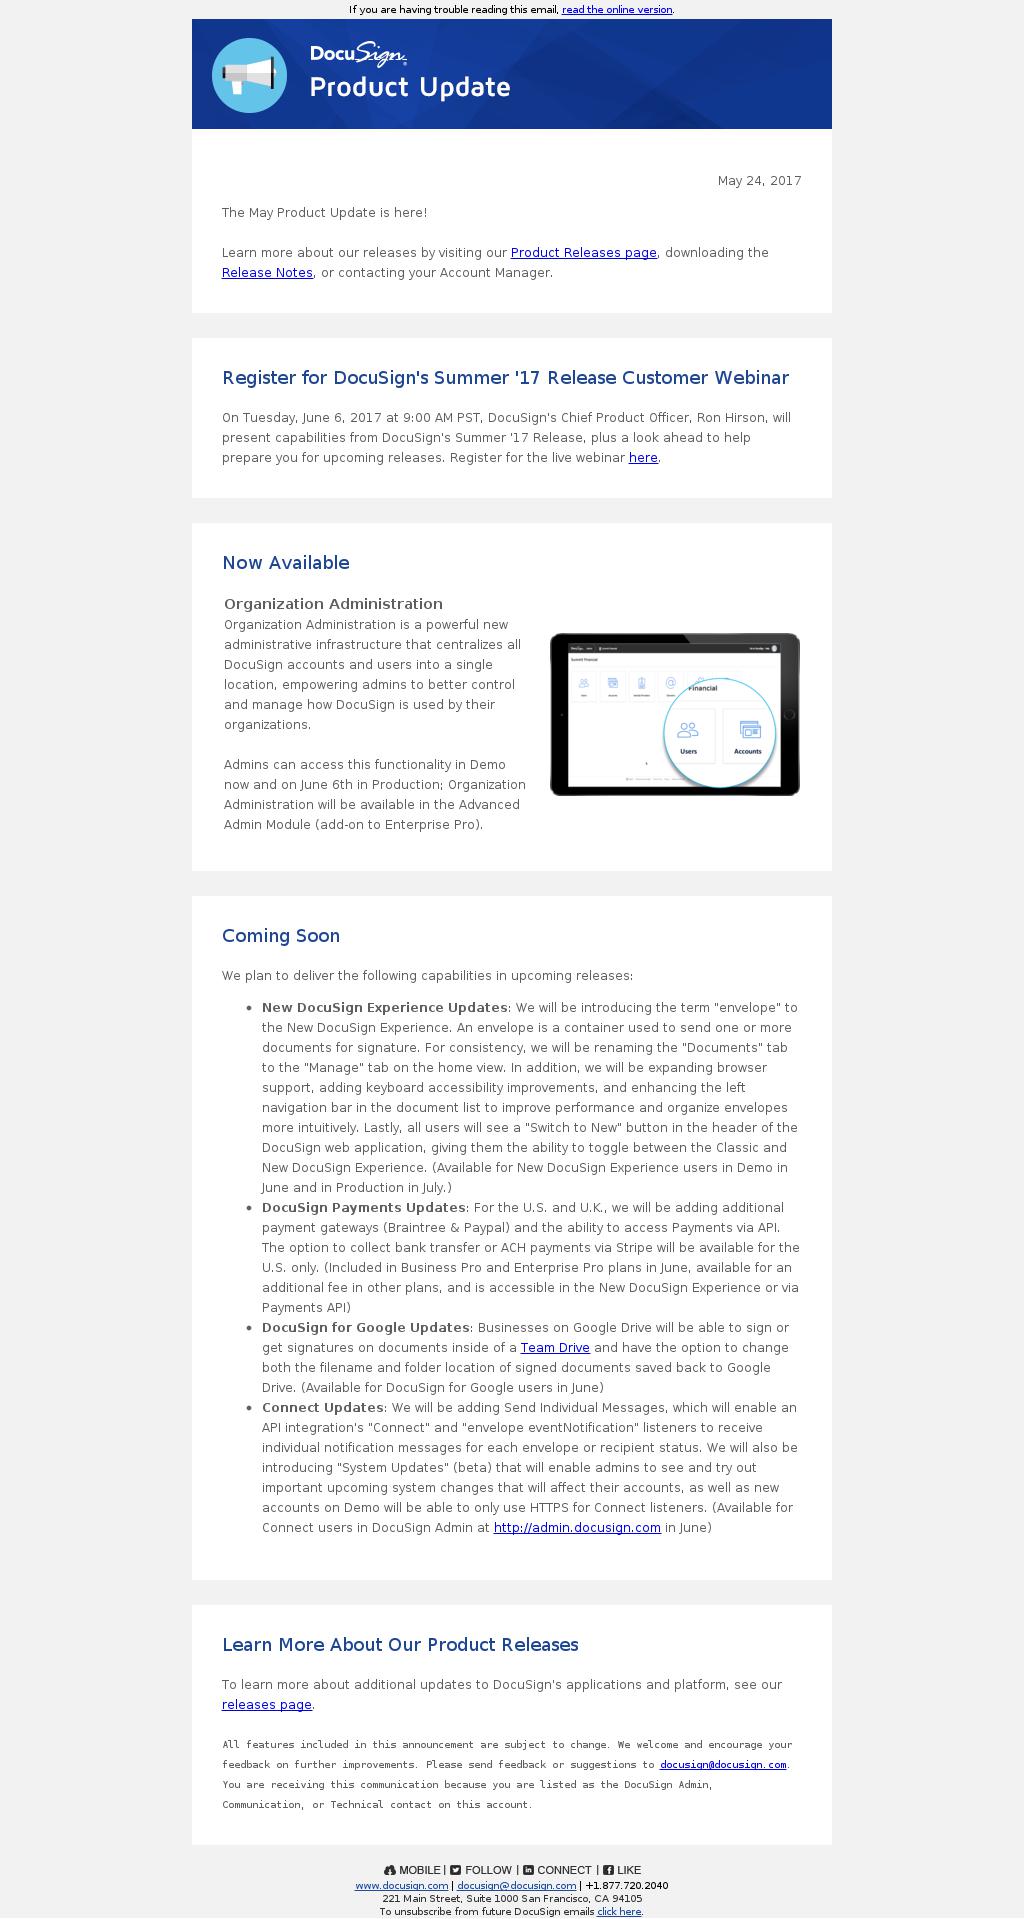 If you are having trouble reading this email, read the online version.
DocuSign
Product Update
May 24, 2017
The May Product Update is here!
Learn more about our releases by visiting our Product Releases page, downloading the
Release Notes, or contacting your Account Manager.
Register for DocuSign's Summer '17 Release Customer Webinar
On Tuesday, June 6, 2017 at 9:00 AM PST, DocuSign's Chief Product Officer, Ron Hirson, will
present capabilities from DocuSign's Summer '17 Release, plus a look ahead to help
prepare you for upcoming releases. Register for the live webinar here.
Now Available
Organization Administration
Organization Administration is a powerful new
administrative infrastructure that centralizes all
DocuSign accounts and users into a single
location, empowering admins to better control
and manage how DocuSign is used by their
organizations.
Admins can access this functionality in Demo
now and on June 6th in Production; Organization
Administration will be available in the Advanced
Admin Module (add-on to Enterprise Pro).
DocuSign
Summit Financial
Financial
Users Accounts
Coming Soon
We plan to deliver the following capabilities in upcoming releases:
• New DocuSign Experience Updates: We will be introducing the term "envelope" to
the New DocuSign Experience. An envelope is a container used to send one or more
documents for signature. For consistency, we will be renaming the "Documents" tab
to the "Manage" tab on the home view. In addition, we will be expanding browser
support, adding keyboard accessibility improvements, and enhancing the left
navigation bar in the document list to improve performance and organize envelopes
more intuitively. Lastly, all users will see a "Switch to New" button in the header of the
DocuSign web application, giving them the ability to toggle between the Classic and
New DocuSign Experience. (Available for New DocuSign Experience users in Demo in
June and in Production in July.)
• DocuSign Payments Updates: For the U.S. and U.K., we will be adding additional
payment gateways (Braintree & Paypal) and the ability to access Payments via API.
The option to collect bank transfer or ACH payments via Stripe will be available for the
U.S. only. (Included in Business Pro and Enterprise Pro plans in June, available for an
additional fee in other plans, and is accessible in the New DocuSign Experience or via
Payments API)
• DocuSign for Google Updates: Businesses on Google Drive will be able to sign or
get signatures on documents inside of a Team Drive and have the option to change
both the filename and folder location of signed documents saved back to Google
Drive. (Available for DocuSign for Google users in June)
• Connect Updates: We will be adding Send Individual Messages, which will enable an
API integration's "Connect" and "envelope eventNotification" listeners to receive
individual notification messages for each envelope or recipient status. We will also be
introducing "System Updates" (beta) that will enable admins to see and try out
important upcoming system changes that will affect their accounts, as well as new
accounts on Demo will be able to only use HTTPS for Connect listeners. (Available for
Connect users in DocuSign Admin at http://admin.docusign.com in June)
Learn More About Our Product Releases
To learn more about additional updates to DocuSign's applications and platform, see our
releases page.
All features included in this announcement are subject to change. We welcome and encourage your
feedback on further improvements. Please send feedback or suggestions to docusign@docusign.com.
You are receiving this communication because you are listed as the DocuSign Admin,
Communication, or Technical contact on this account.
MOBILE | FOLLOW | CONNECT | LIKE
www.docusign.com | docusign@docusign.com | +1.877.720.2040
221 Main Street, Suite 1000 San Francisco, CA 94105
To unsubscribe from future DocuSign emails click here.